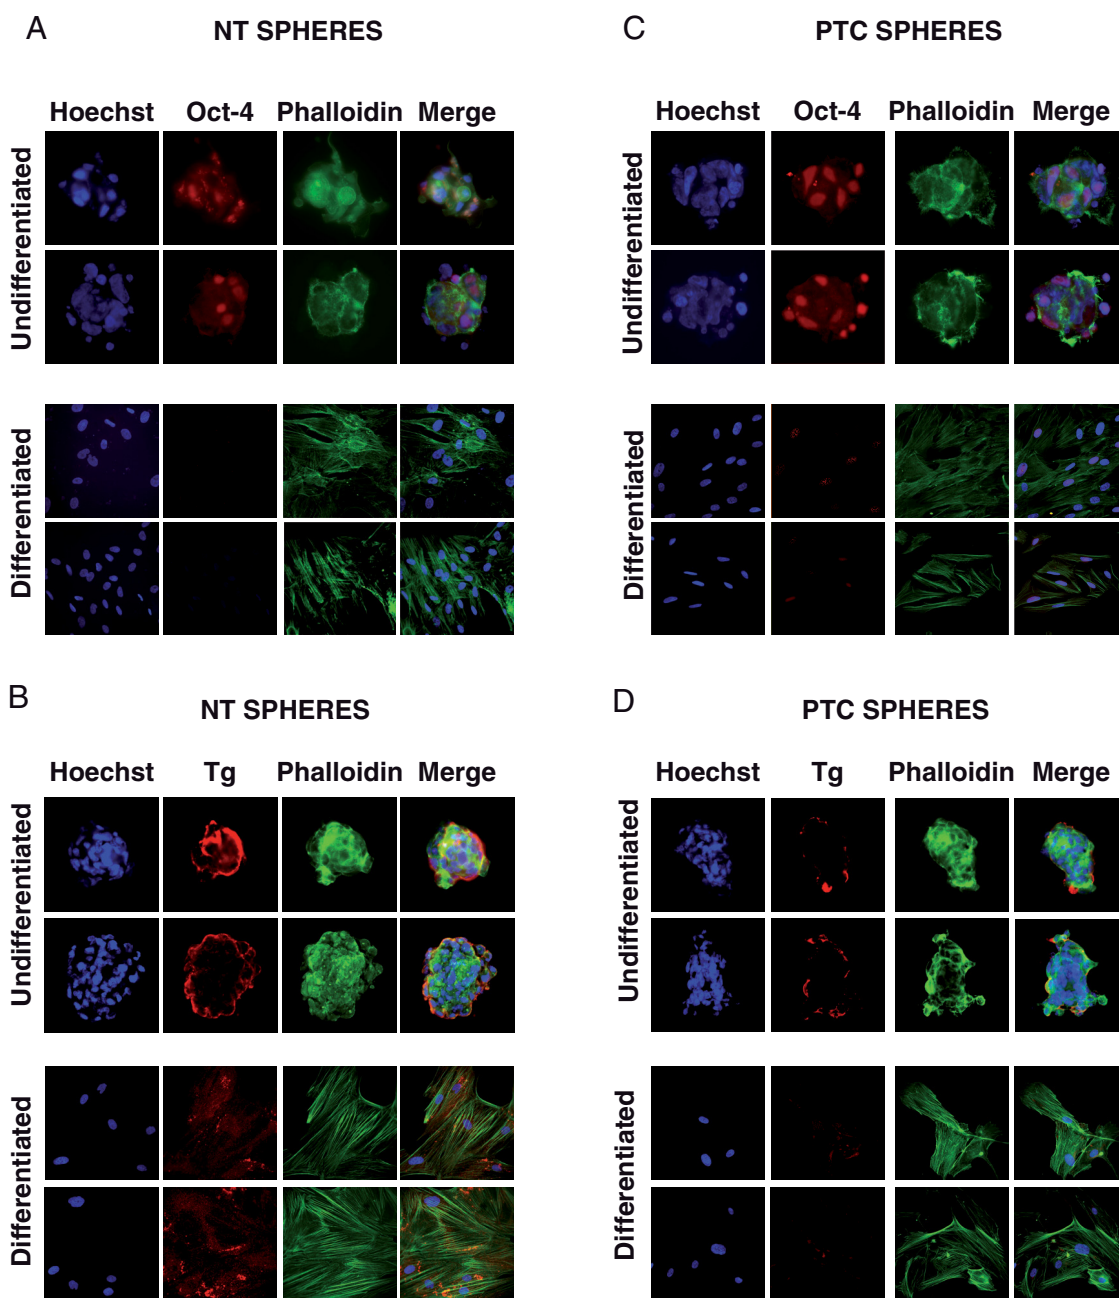 A
NT SPHERES
Hoechst Oct-4 Phalloidin Merge
Undifferentiated
Differentiated
B
NT SPHERES
Hoechst Tg Phalloidin Merge
Undifferentiated
Differentiated
C
PTC SPHERES
Hoechst Oct-4 Phalloidin Merge
Undifferentiated
Differentiated
D
PTC SPHERES
Hoechst Tg Phalloidin Merge
Undifferentiated
Differentiated